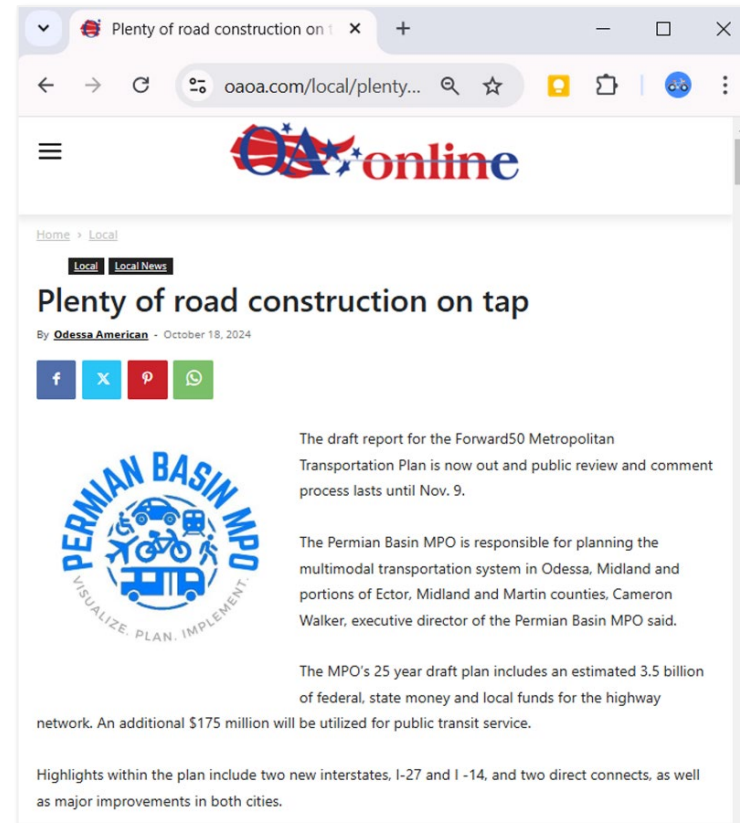 Plenty of road construction on t
oaoa.com/local/plenty...
OA online
Home > Local
Local Local News
Plenty of road construction on tap
By Odessa American - October 18, 2024
PERMIAN BASIN MPO
VISUALIZE. PLAN. IMPLEMENT.
The draft report for the Forward50 Metropolitan
Transportation Plan is now out and public review and comment
process lasts until Nov. 9.
The Permian Basin MPO is responsible for planning the
multimodal transportation system in Odessa, Midland and
portions of Ector, Midland and Martin counties, Cameron
Walker, executive director of the Permian Basin MPO said.
The MPO's 25 year draft plan includes an estimated 3.5 billion
of federal, state money and local funds for the highway
network. An additional $175 million will be utilized for public transit service.
Highlights within the plan include two new interstates, I-27 and I -14, and two direct connects, as well
as major improvements in both cities.